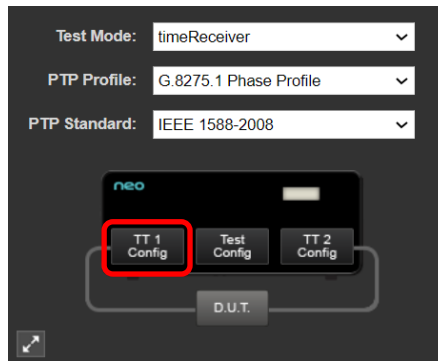 Test Mode: timeReceiver
PTP Profile: G.8275.1 Phase Profile
PTP Standard: IEEE 1588-2008
neo
TT 1 Config
Test Config
TT 2 Config
D.U.T.